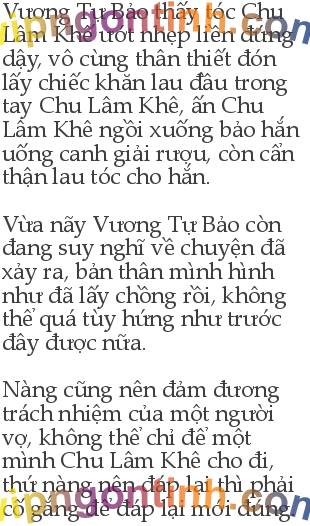 Vương Tự Bảo thấy tóc Chu
Lâm Khê ướt nhẹp liền đứng
dậy, vô cùng thân thiết đón
lấy chiếc khăn lau đầu trong
tay Chu Lâm Khê, ấn Chu
Lâm Khê ngồi xuống bảo hắn
uống canh giải rượu, còn cẩn
thận lau tóc cho hắn.
Vừa nãy Vương Tự Bảo còn
đang suy nghĩ về chuyện đã
xảy ra, bản thân mình hình
như đã lấy chồng rồi, không
thể quá tùy hứng như trước
đây được nữa.
Nàng cũng nên đảm đương
trách nhiệm của một người
vợ, không thể chỉ để một
mình Chu Lâm Khê cho đi,
thứ nàng nên đáp lại thì phải
cố gắng để đáp lại mới đúng.
vipngontinh.com
vipngontinh.com